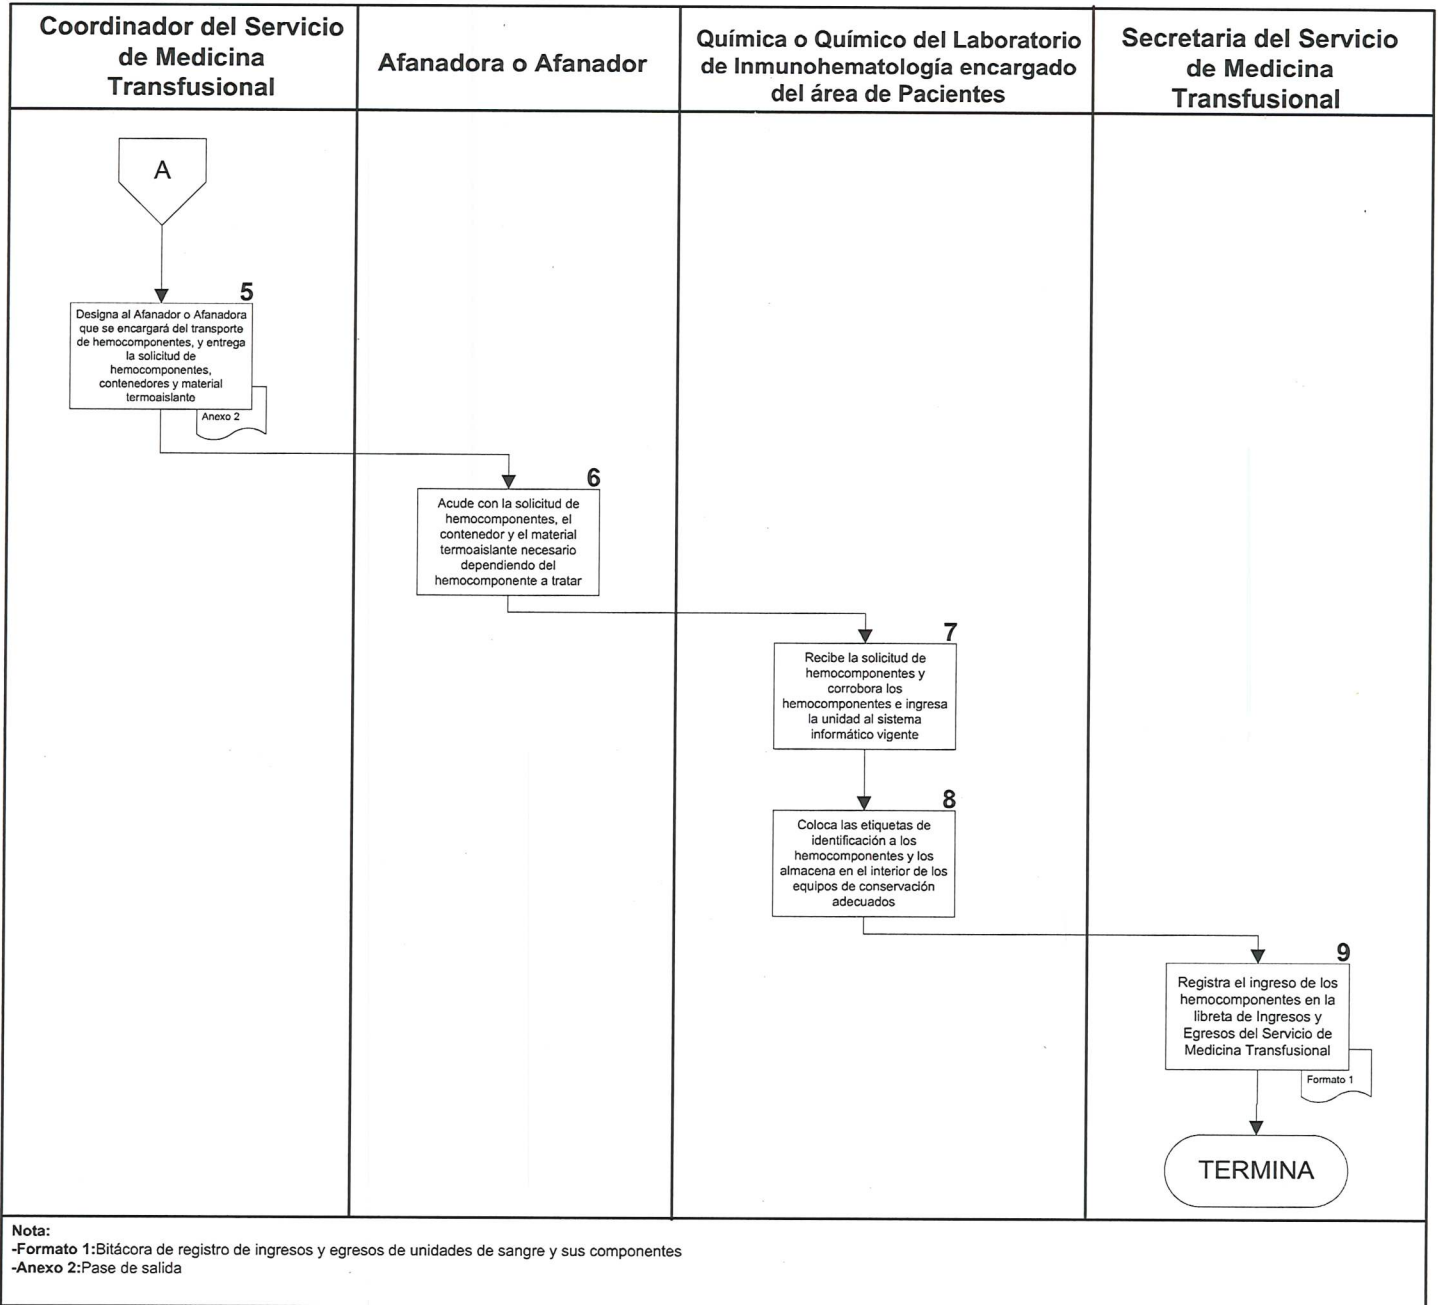 Coordinador del Servicio
de Medicina
Transfusional
Afanadora o Afanador
Química o Químico del Laboratorio
de Inmunohematología encargado
del área de Pacientes
Secretaria del Servicio
de Medicina
Transfusional
A
5
Designa al Afanador o Afanadora
que se encargará del transporte
de hemocomponentes, y entrega
la solicitud de
hemocomponentes,
contenedores y material
termoaislante
Anexo 2
6
Acude con la solicitud de
hemocomponentes, el
contenedor y el material
termoaislante necesario
dependiendo del
hemocomponente a tratar
7
Recibe la solicitud de
hemocomponentes y
corrobora los
hemocomponentes e ingresa
la unidad al sistema
informático vigente
8
Coloca las etiquetas de
identificación a los
hemocomponentes y los
almacena en el interior de los
equipos de conservación
adecuados
9
Registra el ingreso de los
hemocomponentes en la
libreta de Ingresos y
Egresos del Servicio de
Medicina Transfusional
Formato 1
TERMINA
Nota:
-Formato 1:Bitácora de registro de ingresos y egresos de unidades de sangre y sus componentes
-Anexo 2:Pase de salida